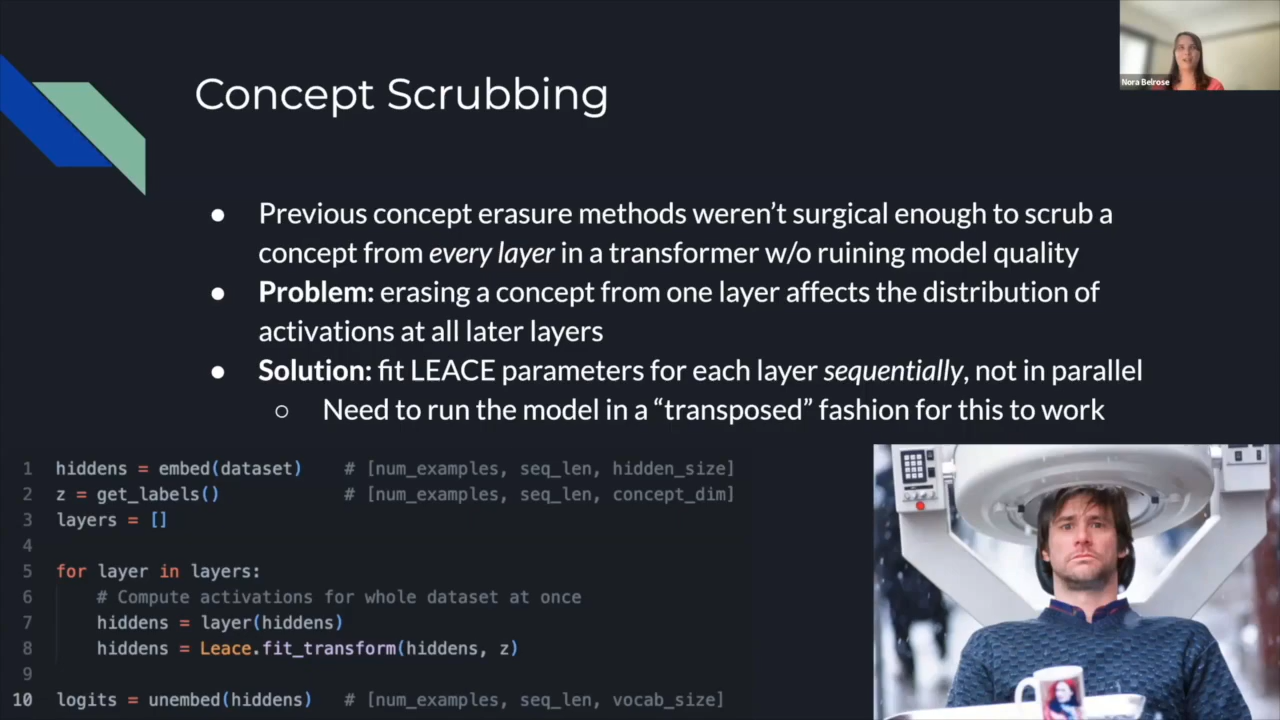 Nora Belrose
Concept Scrubbing
● Previous concept erasure methods weren’t surgical enough to scrub a
concept from every layer in a transformer w/o ruining model quality
● Problem: erasing a concept from one layer affects the distribution of
activations at all later layers
● Solution: fit LEACE parameters for each layer sequentially, not in parallel
○ Need to run the model in a “transposed” fashion for this to work
1 hiddens = embed(dataset) # [num_examples, seq_len, hidden_size]
2 z = get_labels() # [num_examples, seq_len, concept_dim]
3 layers = []
4
5 for layer in layers:
6 # Compute activations for whole dataset at once
7 hiddens = layer(hiddens)
8 hiddens = Leace.fit_transform(hiddens, z)
9
10 logits = unembed(hiddens) # [num_examples, seq_len, vocab_size]